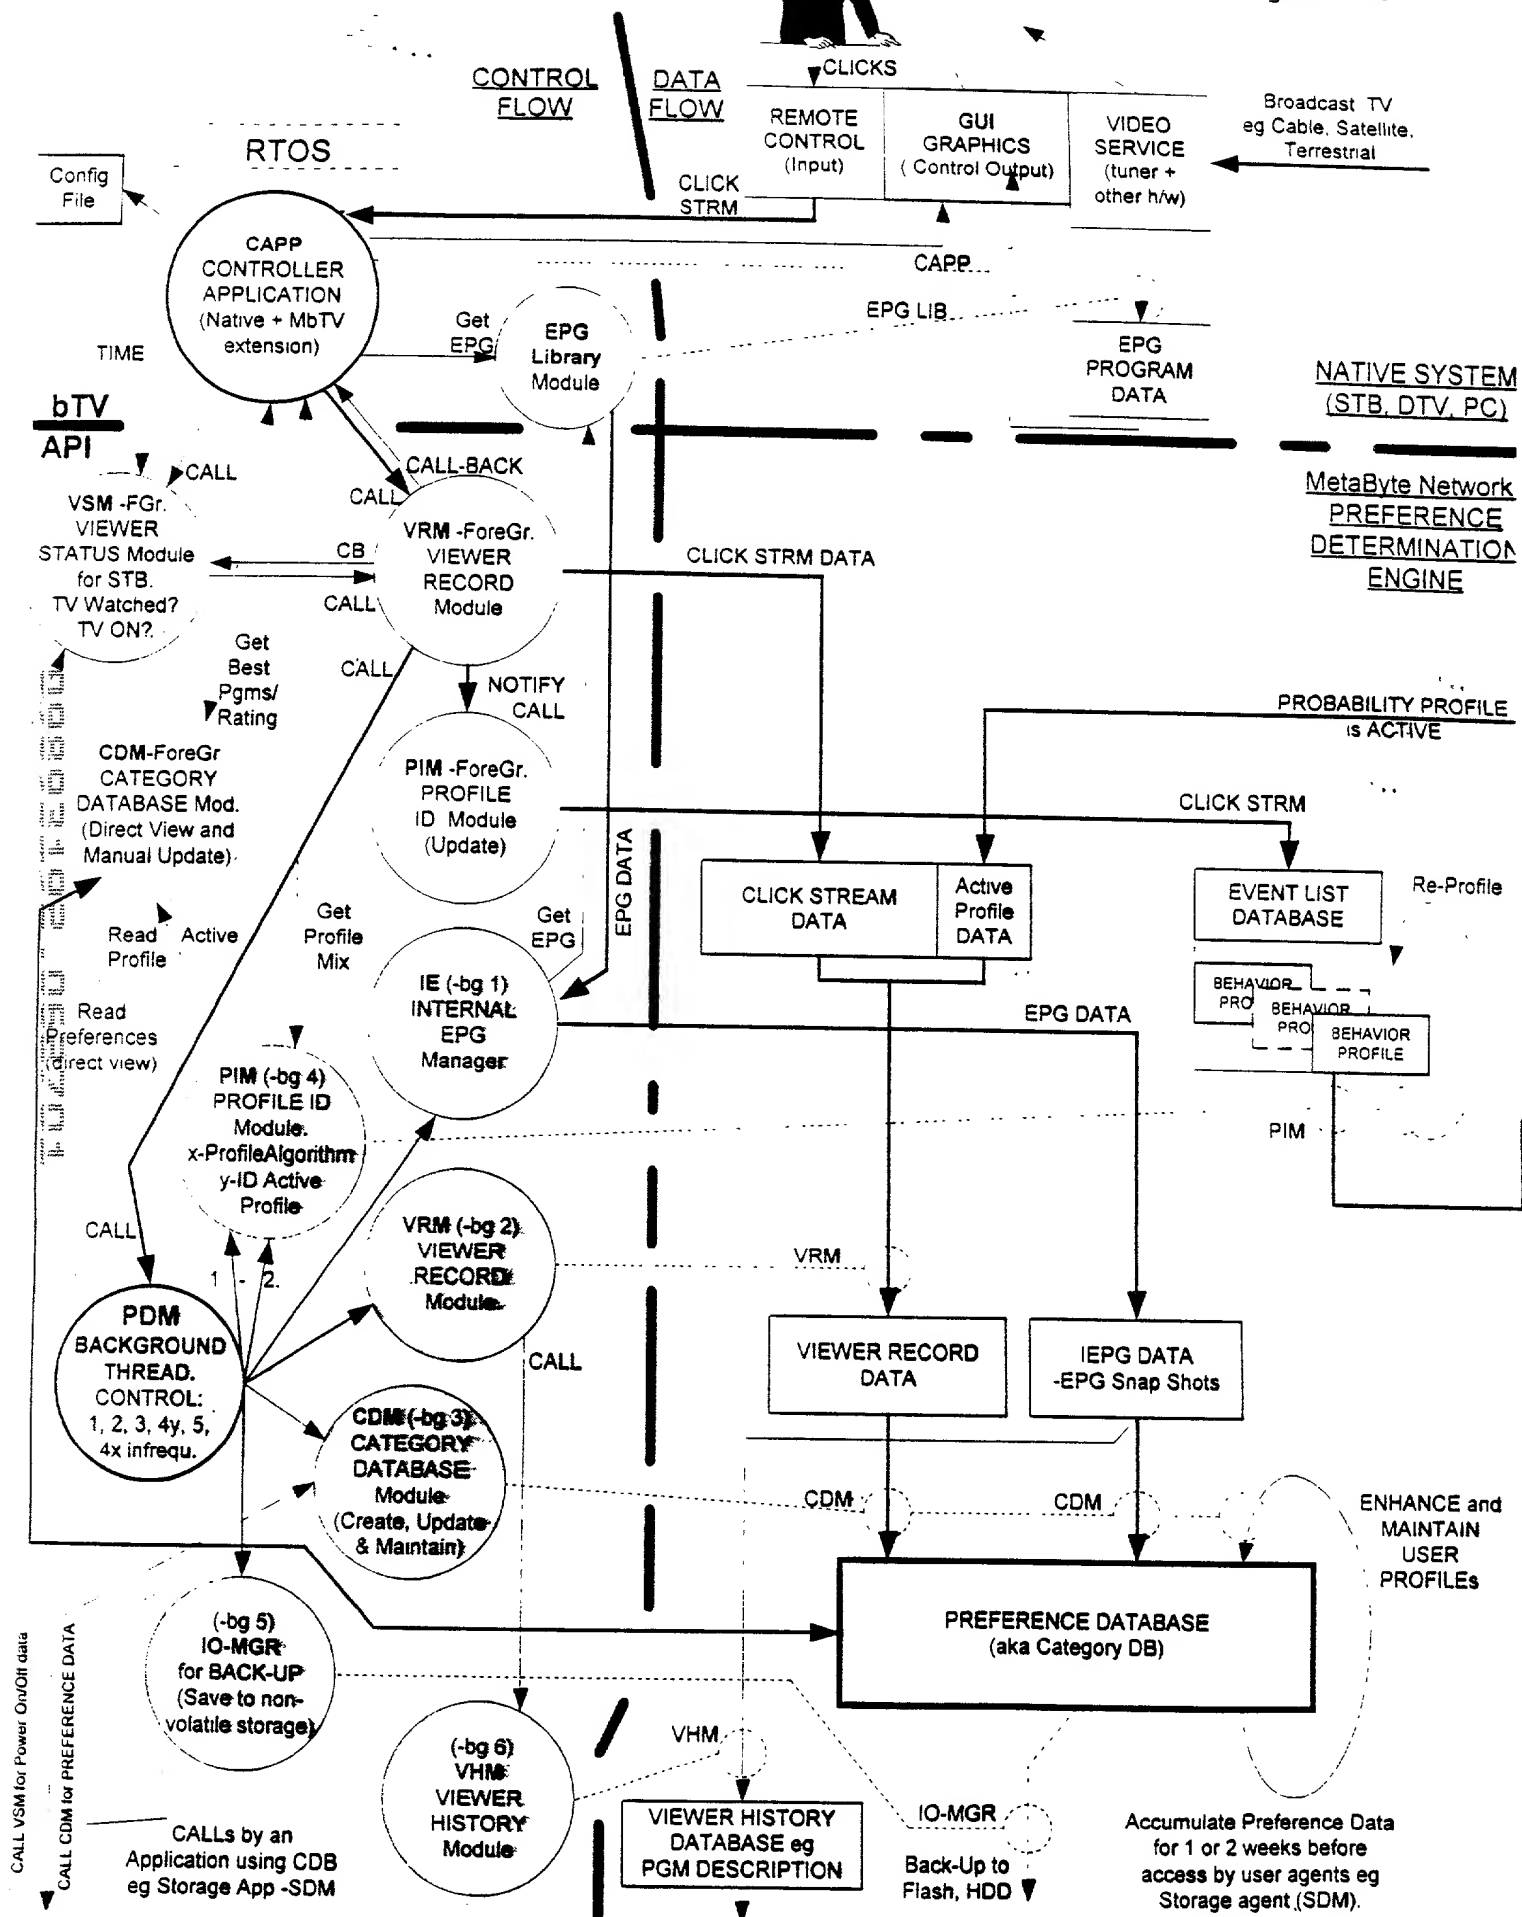 CONTROL
FLOW
DATA
FLOW
CLICKS
REMOTE
CONTROL
(Input)
GUI
GRAPHICS
( Control Output)
VIDEO
SERVICE
(tuner +
other h/w)
Broadcast TV
eg Cable, Satellite,
Terrestrial
RTOS
Config
File
CLICK
STRM
CAPP
CONTROLLER
APPLICATION
(Native + MbTV
extension)
CAPP
TIME
Get
EPG
EPG
Library
Module
EPG LIB
EPG
PROGRAM
DATA
NATIVE SYSTEM
(STB, DTV, PC)
bTV
API
CALL
CALL-BACK
CALL
MetaByte Network
PREFERENCE
DETERMINATION
ENGINE
VSM -FGr.
VIEWER
STATUS Module
for STB.
TV Watched?
TV ON?
CB
CALL
VRM -ForeGr.
VIEWER
RECORD
Module
CLICK STRM DATA
Get
Best
Pgms/
Rating
CALL
NOTIFY
CALL
PROBABILITY PROFILE
is ACTIVE
CDM-ForeGr
CATEGORY
DATABASE Mod.
(Direct View and
Manual Update)
PIM -ForeGr.
PROFILE
ID Module
(Update)
CLICK STRM
EPG DATA
CLICK STREAM
DATA
Active
Profile
DATA
EVENT LIST
DATABASE
Re-Profile
Read Active
Profile
Get
Profile
Mix
Get
EPG
Read
Preferences
(direct view)
IE (-bg 1)
INTERNAL
EPG
Manager
EPG DATA
BEHAVIOR
PRO
BEHAVIOR
PRO
BEHAVIOR
PROFILE
PIM (-bg 4)
PROFILE ID
Module.
x-ProfileAlgorithm
y-ID Active
Profile
PIM
CALL
1 - 2.
VRM (-bg 2)
VIEWER
RECORD
Module
VRM
PDM
BACKGROUND
THREAD.
CONTROL:
1, 2, 3, 4y, 5,
4x infrequ.
CALL
VIEWER RECORD
DATA
IEPG DATA
-EPG Snap Shots
CDM (-bg 3)
CATEGORY
DATABASE
Module
(Create, Update
& Maintain)
CDM
CDM
ENHANCE and
MAINTAIN
USER
PROFILEs
PREFERENCE DATABASE
(aka Category DB)
(-bg 5)
IO-MGR
for BACK-UP
(Save to non-
volatile storage)
CALL VSM for Power On/Off data
CALL CDM for PREFERENCE DATA
(-bg 6)
VHM
VIEWER
HISTORY
Module
VHM
VIEWER HISTORY
DATABASE eg
PGM DESCRIPTION
IO-MGR
Back-Up to
Flash, HDD
CALLs by an
Application using CDB
eg Storage App -SDM
Accumulate Preference Data
for 1 or 2 weeks before
access by user agents eg
Storage agent (SDM).